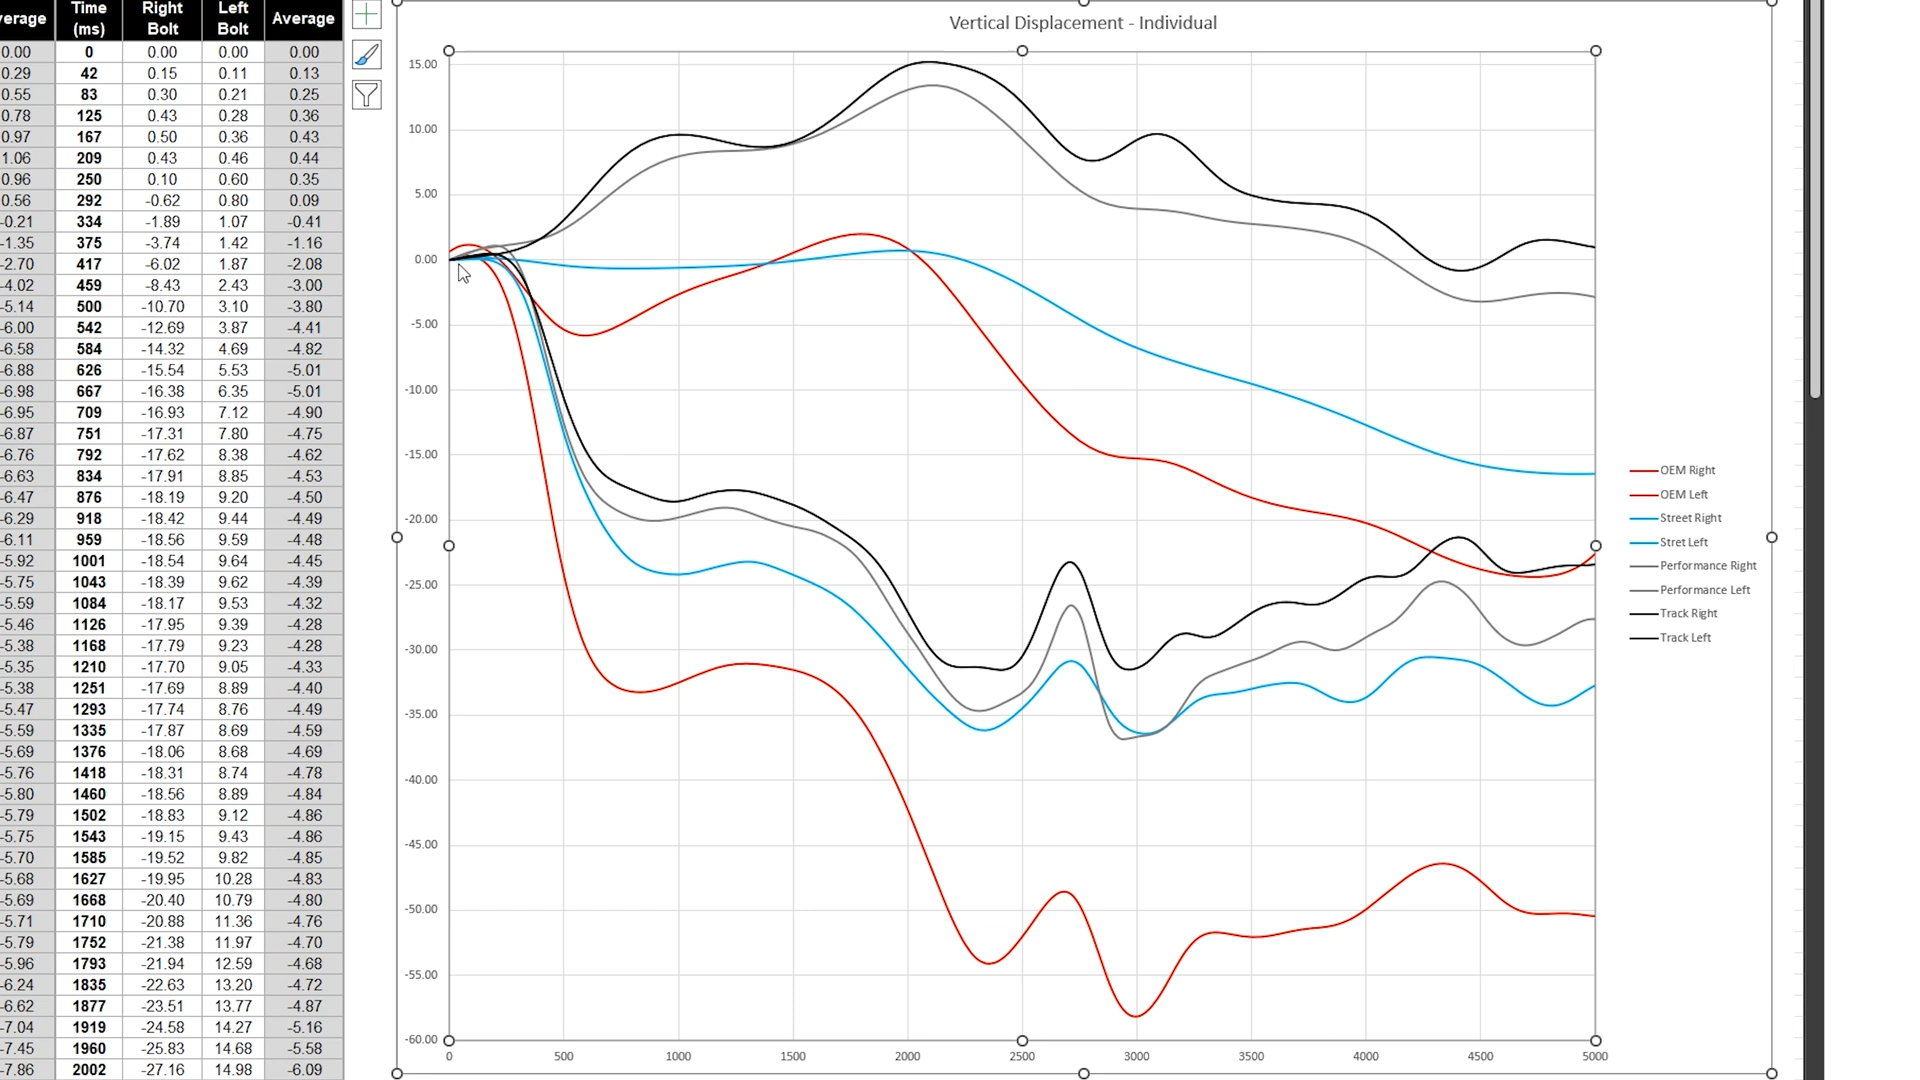 verage Time (ms) Right Bolt Left Bolt Average
0.00 0 0.00 0.00 0.00
0.29 42 0.15 0.11 0.13
0.55 83 0.30 0.21 0.25
0.78 125 0.43 0.28 0.36
0.97 167 0.50 0.36 0.43
1.06 209 0.43 0.46 0.44
0.96 250 0.10 0.60 0.35
0.56 292 -0.62 0.80 0.09
-0.21 334 -1.89 1.07 -0.41
-1.35 375 -3.74 1.42 -1.16
-2.70 417 -6.02 1.87 -2.08
-4.02 459 -8.43 2.43 -3.00
-5.14 500 -10.70 3.10 -3.80
-6.00 542 -12.69 3.87 -4.41
-6.58 584 -14.32 4.69 -4.82
-6.88 626 -15.54 5.53 -5.01
-6.98 667 -16.38 6.35 -5.01
-6.95 709 -16.93 7.12 -4.90
-6.87 751 -17.31 7.80 -4.75
-6.76 792 -17.62 8.38 -4.62
-6.63 834 -17.91 8.85 -4.53
-6.47 876 -18.19 9.20 -4.50
-6.29 918 -18.42 9.44 -4.49
-6.11 959 -18.56 9.59 -4.48
-5.92 1001 -18.54 9.64 -4.45
-5.75 1043 -18.39 9.62 -4.39
-5.59 1084 -18.17 9.53 -4.32
-5.46 1126 -17.95 9.39 -4.28
-5.38 1168 -17.79 9.23 -4.28
-5.35 1210 -17.70 9.05 -4.33
-5.38 1251 -17.69 8.89 -4.40
-5.47 1293 -17.74 8.76 -4.49
-5.59 1335 -17.87 8.69 -4.59
-5.69 1376 -18.06 8.68 -4.69
-5.76 1418 -18.31 8.74 -4.78
-5.80 1460 -18.56 8.89 -4.84
-5.79 1502 -18.83 9.12 -4.86
-5.75 1543 -19.15 9.43 -4.86
-5.70 1585 -19.52 9.82 -4.85
-5.68 1627 -19.95 10.28 -4.83
-5.69 1668 -20.40 10.79 -4.80
-5.71 1710 -20.88 11.36 -4.76
-5.79 1752 -21.38 11.97 -4.70
-5.96 1793 -21.94 12.59 -4.68
-6.24 1835 -22.63 13.20 -4.72
-6.62 1877 -23.51 13.77 -4.87
-7.04 1919 -24.58 14.27 -5.16
-7.45 1960 -25.83 14.68 -5.58
-7.86 2002 -27.16 14.98 -6.09
Vertical Displacement - Individual
15.00
10.00
5.00
0.00
-5.00
-10.00
-15.00
-20.00
-25.00
-30.00
-35.00
-40.00
-45.00
-50.00
-55.00
-60.00
0 500 1000 1500 2000 2500 3000 3500 4000 4500 5000
OEM Right
OEM Left
Street Right
Stret Left
Performance Right
Performance Left
Track Right
Track Left